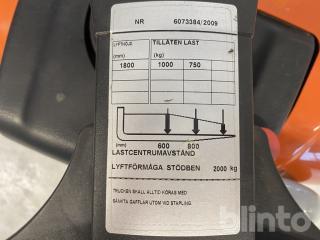 NR 6073384/2009
LYFTHÖJD TILLÅTEN LAST
(mm) (kg)
1800 1000 750
(mm) 600 800
LASTCENTRUMAVSTÅND
LYFTFÖRMÅGA STÖDBEN 2000 kg
TRUCKEN SKALL ALLTID KÖRAS MED
SÄNKTA GAFFLAR UTOM VID STAPLING.
blinto